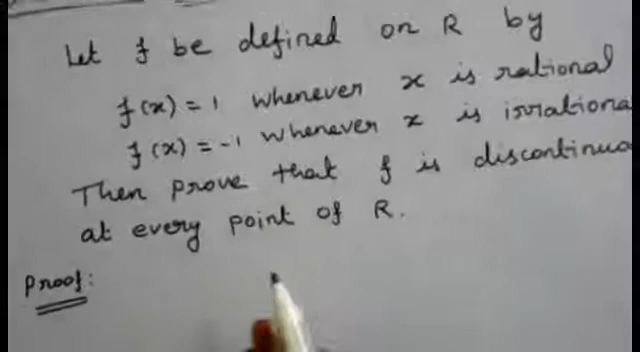 Let f be defined on R by
f(x) = 1 whenever x is rational
f(x) = -1 whenever x is irrationa
Then prove that f is discontinuo
at every point of R.
Proof: